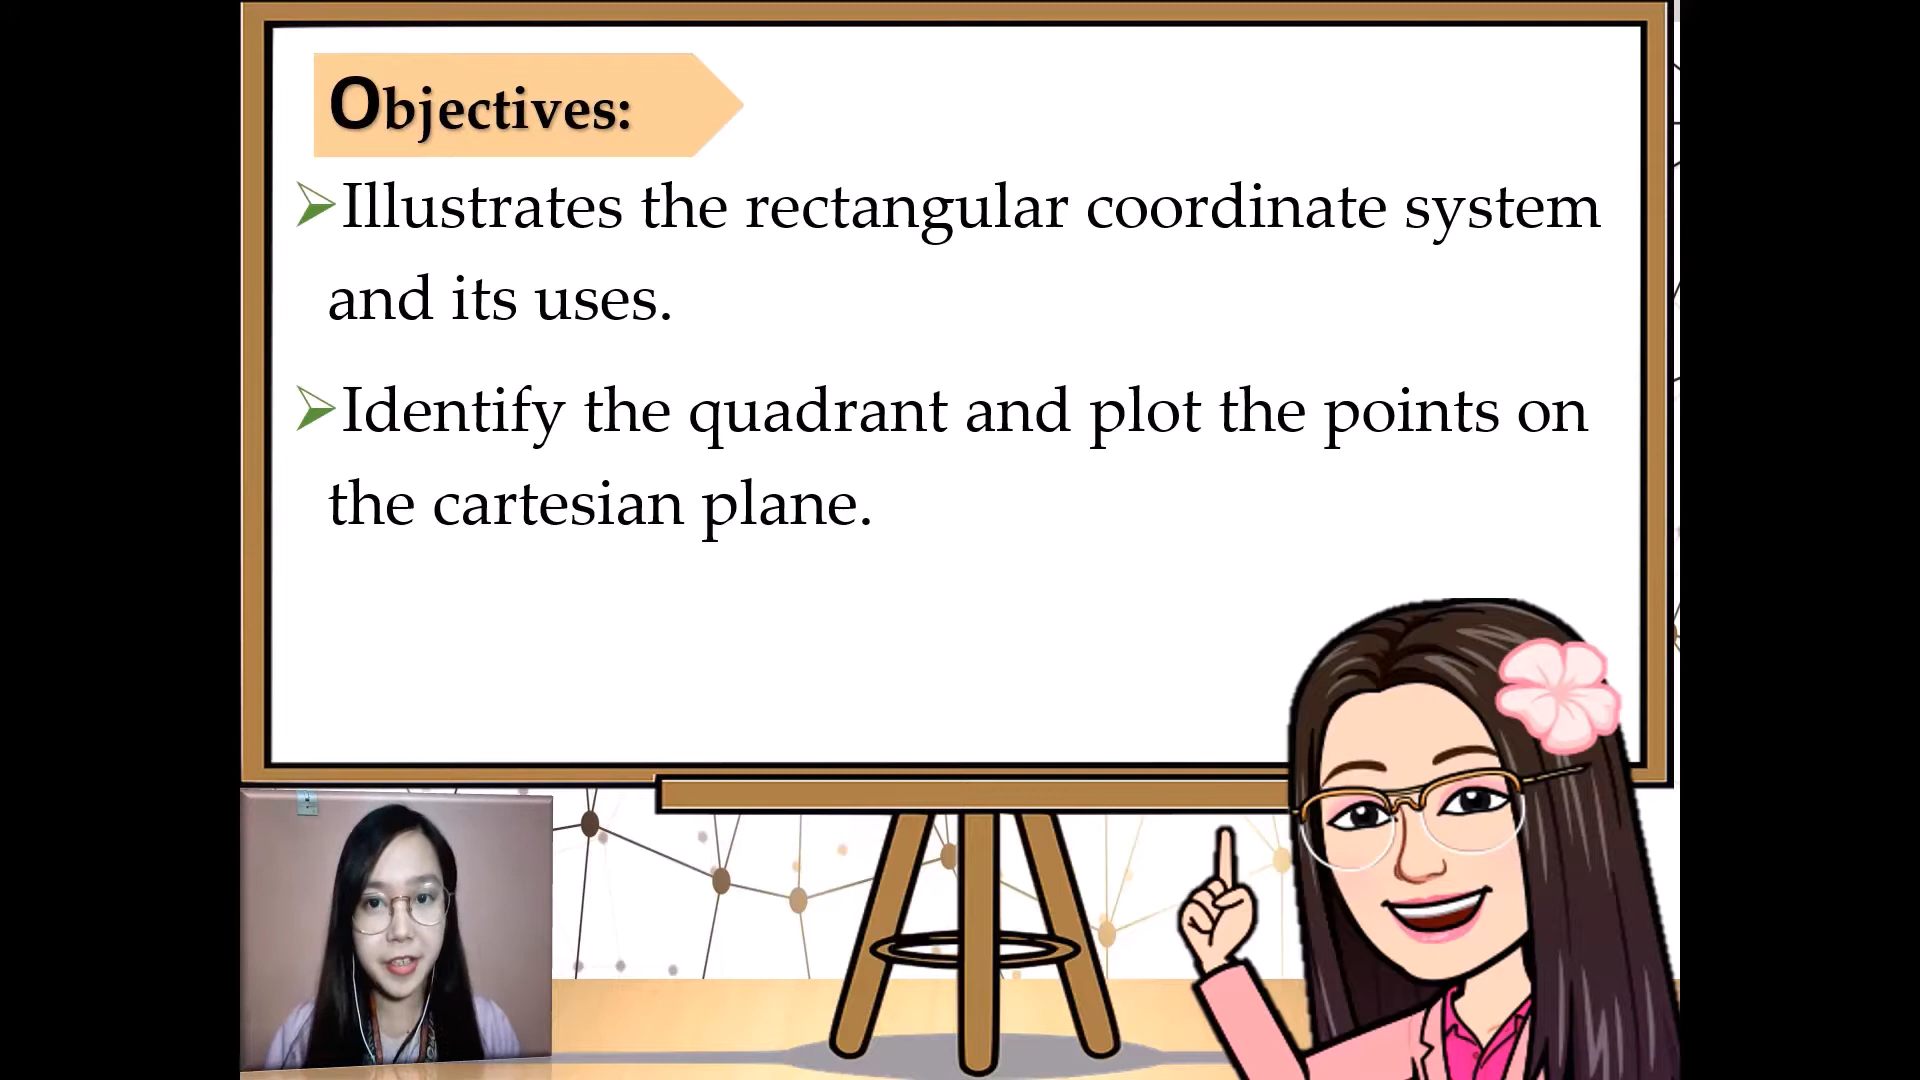 Objectives:
➢Illustrates the rectangular coordinate system
and its uses.
➢Identify the quadrant and plot the points on
the cartesian plane.